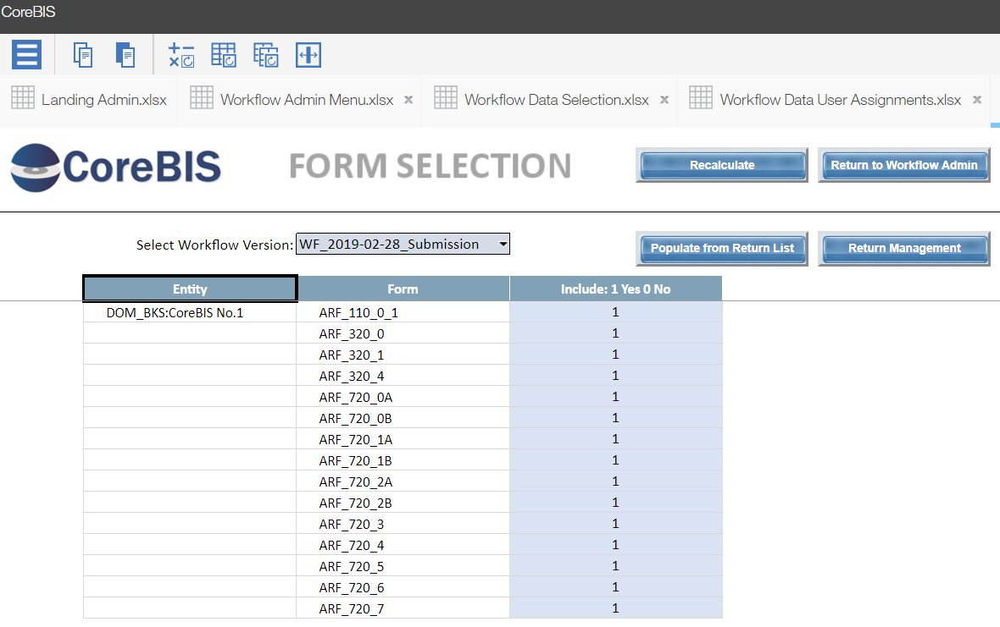 CoreBIS
Landing Admin.xlsx Workflow Admin Menu.xlsx x Workflow Data Selection.xlsx x Workflow Data User Assignments.xlsx x
CoreBIS FORM SELECTION Recalculate Return to Workflow Admin
Select Workflow Version: WF_2019-02-28_Submission Populate from Return List Return Management
Entity Form Include: 1 Yes 0 No
DOM_BKS:CoreBIS No.1 ARF_110_0_1 1
ARF_320_0 1
ARF_320_1 1
ARF_320_4 1
ARF_720_0A 1
ARF_720_0B 1
ARF_720_1A 1
ARF_720_1B 1
ARF_720_2A 1
ARF_720_2B 1
ARF_720_3 1
ARF_720_4 1
ARF_720_5 1
ARF_720_6 1
ARF_720_7 1